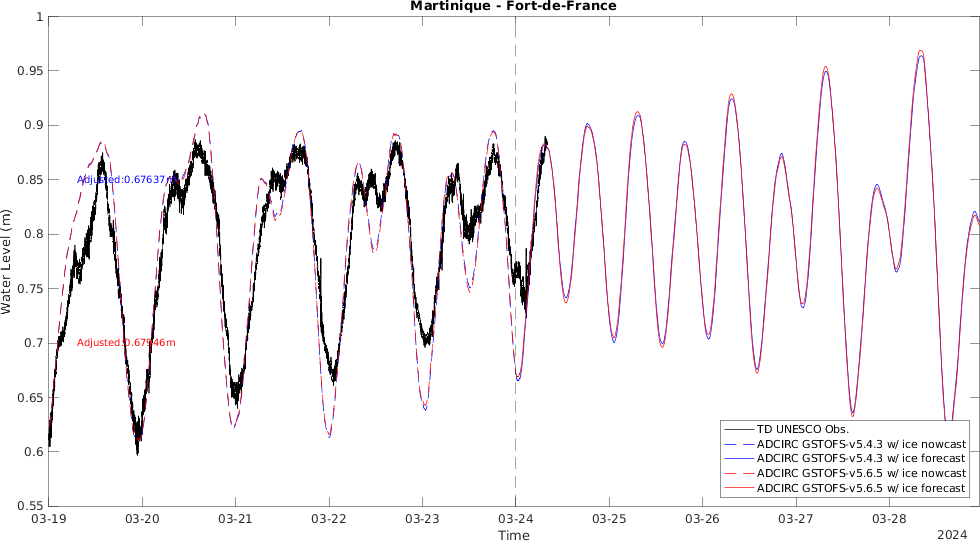 Martinique - Fort-de-France
Water Level (m)
1
0.95
0.9
0.85
0.8
0.75
0.7
0.65
0.6
0.55
Adjusted:0.67637m
Adjusted:0.67946m
TD UNESCO Obs.
ADCIRC GSTOFS-v5.4.3 w/ ice nowcast
ADCIRC GSTOFS-v5.4.3 w/ ice forecast
ADCIRC GSTOFS-v5.6.5 w/ ice nowcast
ADCIRC GSTOFS-v5.6.5 w/ ice forecast
03-19 03-20 03-21 03-22 03-23 03-24 03-25 03-26 03-27 03-28
Time
2024